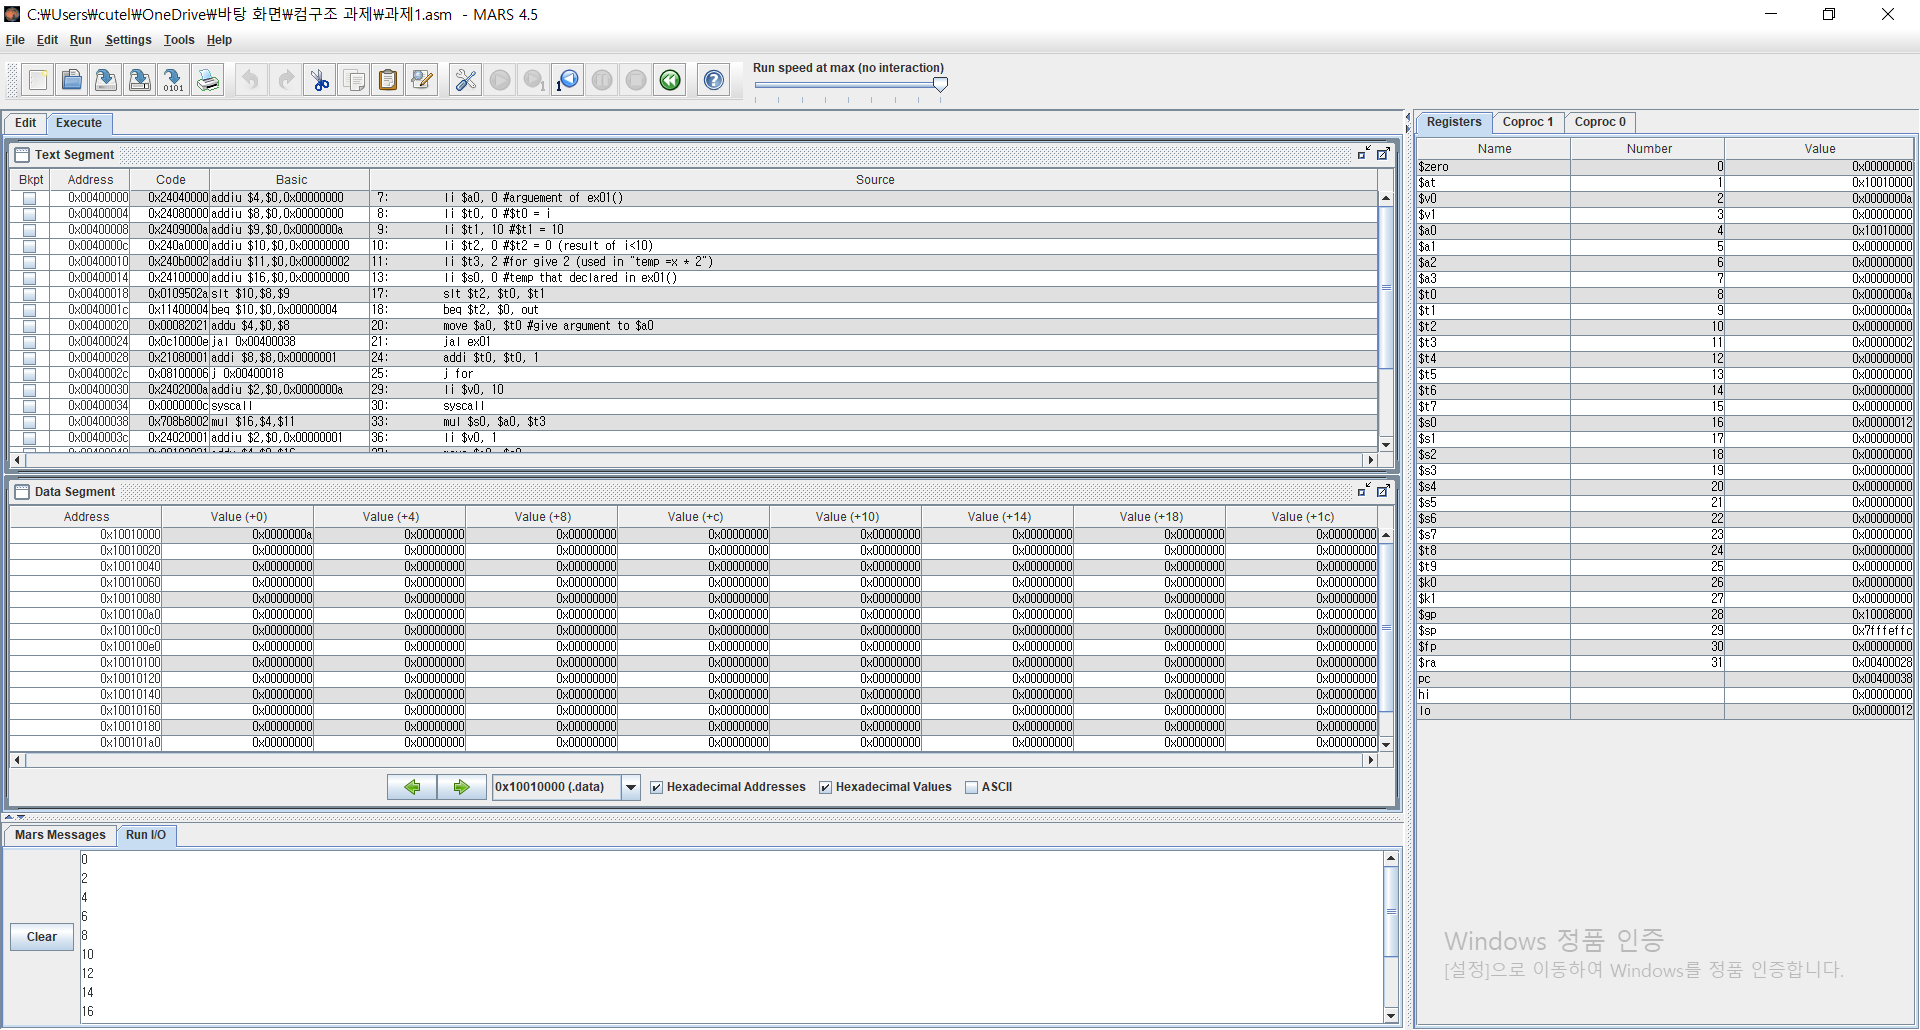 C:₩Users₩cutel₩OneDrive₩바탕 화면₩컴구조 과제₩과제1.asm - MARS 4.5
File Edit Run Settings Tools Help
Run speed at max (no interaction)
Edit Execute
Text Segment
Bkpt Address Code Basic Source
0x00400000 0x24040000 addiu $4,$0,0x00000000 7: li $a0, 0 #arguement of ex01()
0x00400004 0x24080000 addiu $8,$0,0x00000000 8: li $t0, 0 #$t0 = i
0x00400008 0x2409000a addiu $9,$0,0x0000000a 9: li $t1, 10 #$t1 = 10
0x0040000c 0x240a0000 addiu $10,$0,0x00000000 10: li $t2, 0 #$t2 = 0 (result of i<10)
0x00400010 0x240b0002 addiu $11,$0,0x00000002 11: li $t3, 2 #for give 2 (used in "temp =x * 2")
0x00400014 0x24100000 addiu $16,$0,0x00000000 13: li $s0, 0 #temp that declared in ex01()
0x00400018 0x0109502a slt $10,$8,$9 17: slt $t2, $t0, $t1
0x0040001c 0x11400004 beq $10,$0,0x00000004 18: beq $t2, $0, out
0x00400020 0x00082021 addu $4,$0,$8 20: move $a0, $t0 #give argument to $a0
0x00400024 0x0c10000e jal 0x00400038 21: jal ex01
0x00400028 0x21080001 addi $8,$8,0x00000001 24: addi $t0, $t0, 1
0x0040002c 0x08100006 j 0x00400018 25: j for
0x00400030 0x2402000a addiu $2,$0,0x0000000a 29: li $v0, 10
0x00400034 0x0000000c syscall 30: syscall
0x00400038 0x708b8002 mul $16,$4,$11 33: mul $s0, $a0, $t3
0x0040003c 0x24020001 addiu $2,$0,0x00000001 36: li $v0, 1
Data Segment
Address Value (+0) Value (+4) Value (+8) Value (+c) Value (+10) Value (+14) Value (+18) Value (+1c)
0x10010000 0x0000000a 0x00000000 0x00000000 0x00000000 0x00000000 0x00000000 0x00000000 0x00000000
0x10010020 0x00000000 0x00000000 0x00000000 0x00000000 0x00000000 0x00000000 0x00000000 0x00000000
0x10010040 0x00000000 0x00000000 0x00000000 0x00000000 0x00000000 0x00000000 0x00000000 0x00000000
0x10010060 0x00000000 0x00000000 0x00000000 0x00000000 0x00000000 0x00000000 0x00000000 0x00000000
0x10010080 0x00000000 0x00000000 0x00000000 0x00000000 0x00000000 0x00000000 0x00000000 0x00000000
0x100100a0 0x00000000 0x00000000 0x00000000 0x00000000 0x00000000 0x00000000 0x00000000 0x00000000
0x100100c0 0x00000000 0x00000000 0x00000000 0x00000000 0x00000000 0x00000000 0x00000000 0x00000000
0x100100e0 0x00000000 0x00000000 0x00000000 0x00000000 0x00000000 0x00000000 0x00000000 0x00000000
0x10010100 0x00000000 0x00000000 0x00000000 0x00000000 0x00000000 0x00000000 0x00000000 0x00000000
0x10010120 0x00000000 0x00000000 0x00000000 0x00000000 0x00000000 0x00000000 0x00000000 0x00000000
0x10010140 0x00000000 0x00000000 0x00000000 0x00000000 0x00000000 0x00000000 0x00000000 0x00000000
0x10010160 0x00000000 0x00000000 0x00000000 0x00000000 0x00000000 0x00000000 0x00000000 0x00000000
0x10010180 0x00000000 0x00000000 0x00000000 0x00000000 0x00000000 0x00000000 0x00000000 0x00000000
0x100101a0 0x00000000 0x00000000 0x00000000 0x00000000 0x00000000 0x00000000 0x00000000 0x00000000
0x10010000 (.data) Hexadecimal Addresses Hexadecimal Values ASCII
Mars Messages Run I/O
Clear
0
2
4
6
8
10
12
14
16
Registers Coproc 1 Coproc 0
Name Number Value
$zero 0 0x00000000
$at 1 0x10010000
$v0 2 0x0000000a
$v1 3 0x00000000
$a0 4 0x10010000
$a1 5 0x00000000
$a2 6 0x00000000
$a3 7 0x00000000
$t0 8 0x0000000a
$t1 9 0x0000000a
$t2 10 0x00000000
$t3 11 0x00000002
$t4 12 0x00000000
$t5 13 0x00000000
$t6 14 0x00000000
$t7 15 0x00000000
$s0 16 0x00000012
$s1 17 0x00000000
$s2 18 0x00000000
$s3 19 0x00000000
$s4 20 0x00000000
$s5 21 0x00000000
$s6 22 0x00000000
$s7 23 0x00000000
$t8 24 0x00000000
$t9 25 0x00000000
$k0 26 0x00000000
$k1 27 0x00000000
$gp 28 0x10008000
$sp 29 0x7fffeffc
$fp 30 0x00000000
$ra 31 0x00400028
pc 0x00400038
hi 0x00000000
lo 0x00000012
Windows 정품 인증
[설정]으로 이동하여 Windows를 정품 인증합니다.